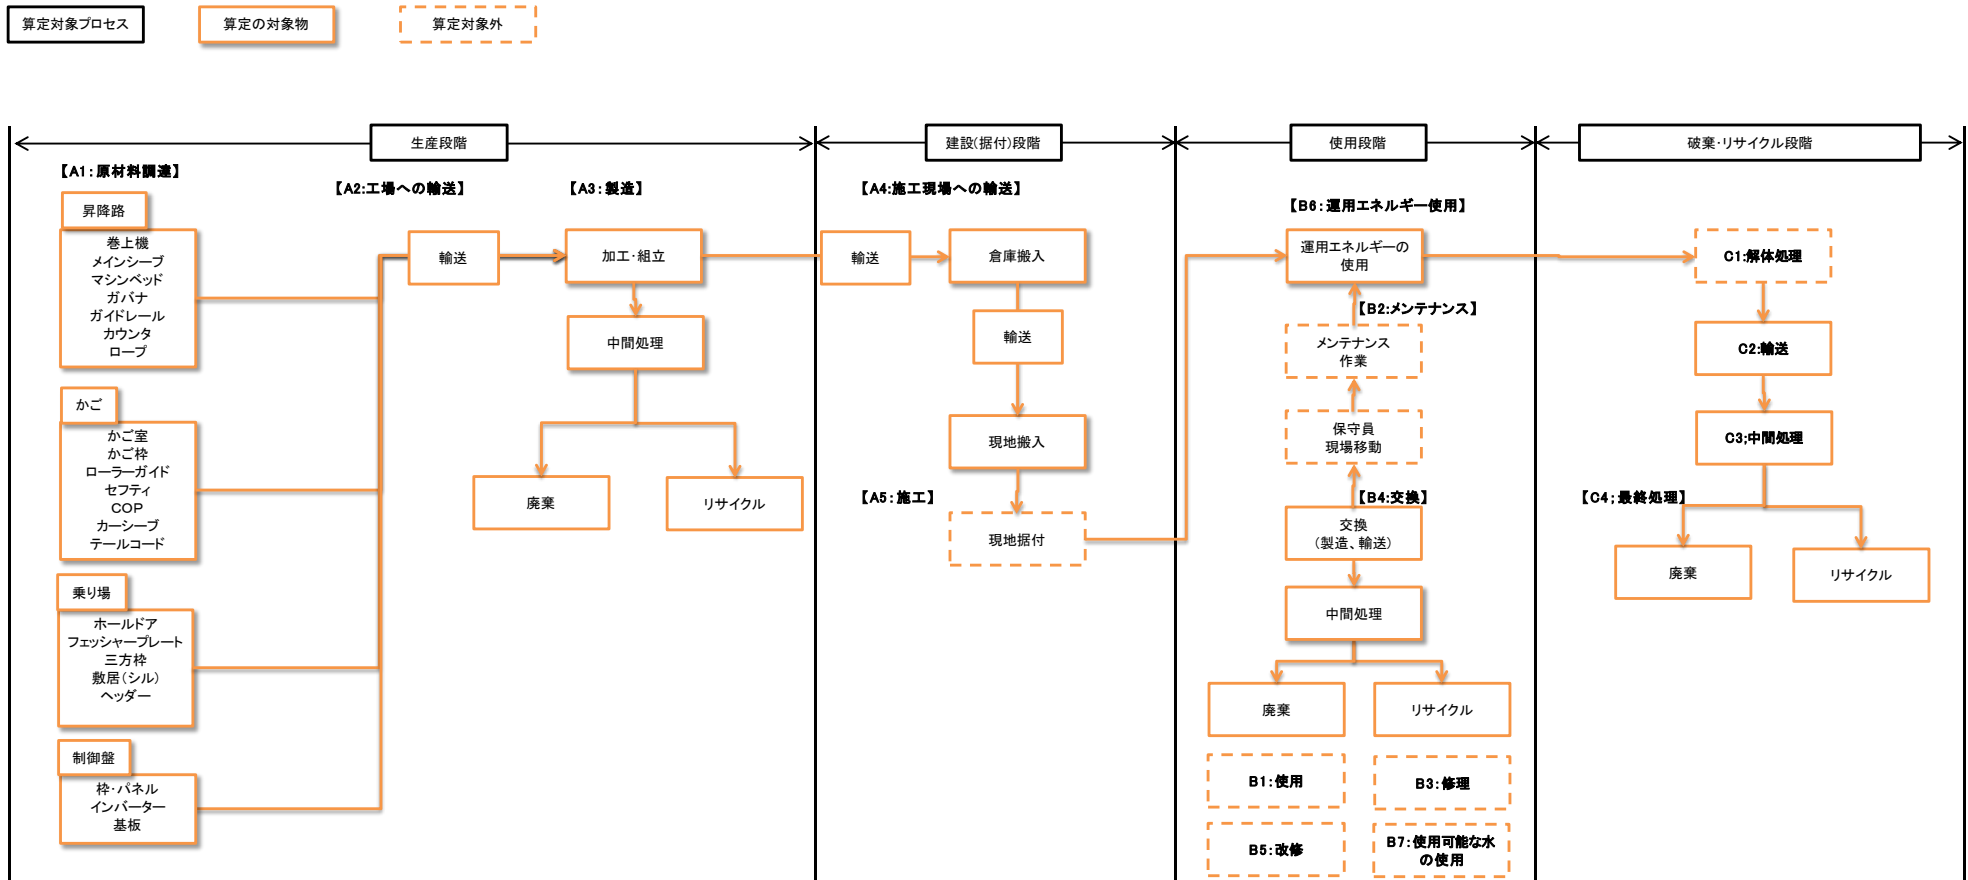 算定対象プロセス
算定の対象物
算定対象外
生産段階
建設(据付)段階
使用段階
破棄・リサイクル段階
【A1：原材料調達】
昇降路
巻上機
メインシーブ
マシンベッド
ガバナ
ガイドレール
カウンタ
ロープ
かご
かご室
かご枠
ローラーガイド
セフティ
COP
カーシーブ
テールコード
乗り場
ホールドア
フェッシャープレート
三方枠
敷居（シル）
ヘッダー
制御盤
枠・パネル
インバーター
基板
【A2:工場への輸送】
輸送
【A3：製造】
加工・組立
中間処理
廃棄
リサイクル
【A4:施工現場への輸送】
輸送
倉庫搬入
輸送
現地搬入
【A5：施工】
現地据付
【B6：運用エネルギー使用】
運用エネルギーの
使用
【B2:メンテナンス】
メンテナンス
作業
保守員
現場移動
【B4:交換】
交換
（製造、輸送）
中間処理
廃棄
リサイクル
B1:使用
B3：修理
B5：改修
B7：使用可能な水
の使用
C1:解体処理
C2:輸送
C3;中間処理
【C4；最終処理】
廃棄
リサイクル